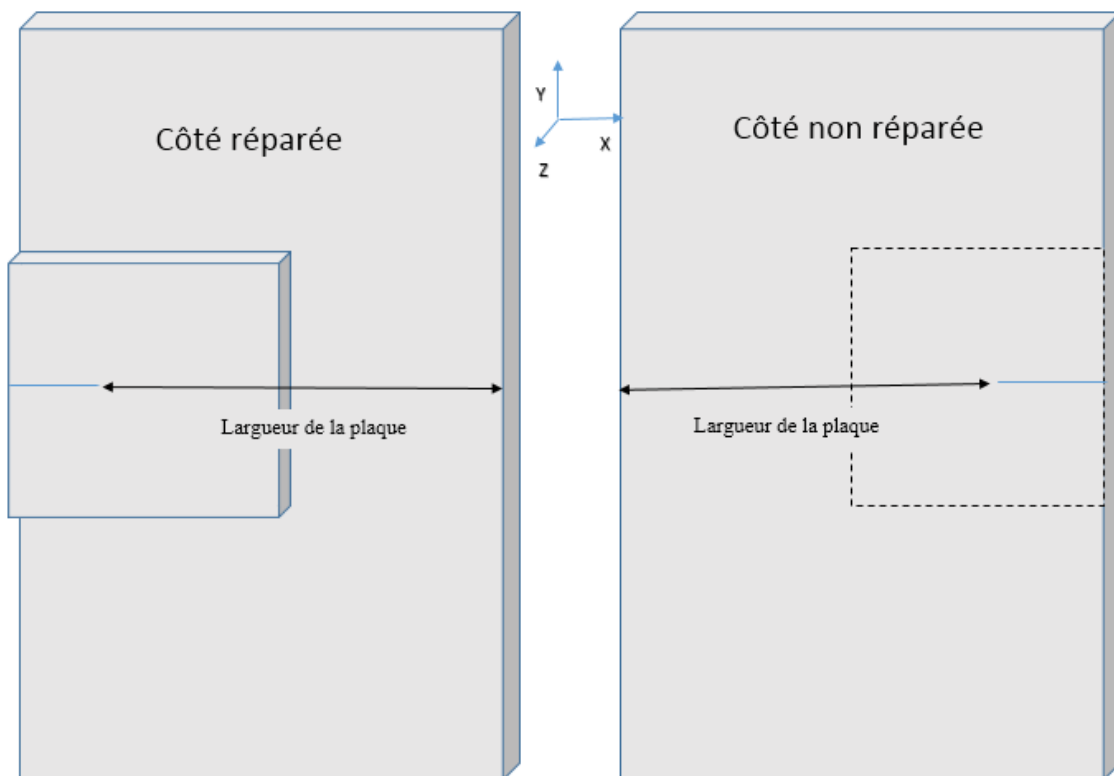 Côté réparée
Y
X
Z
Côté non réparée
Largueur de la plaque
Largueur de la plaque